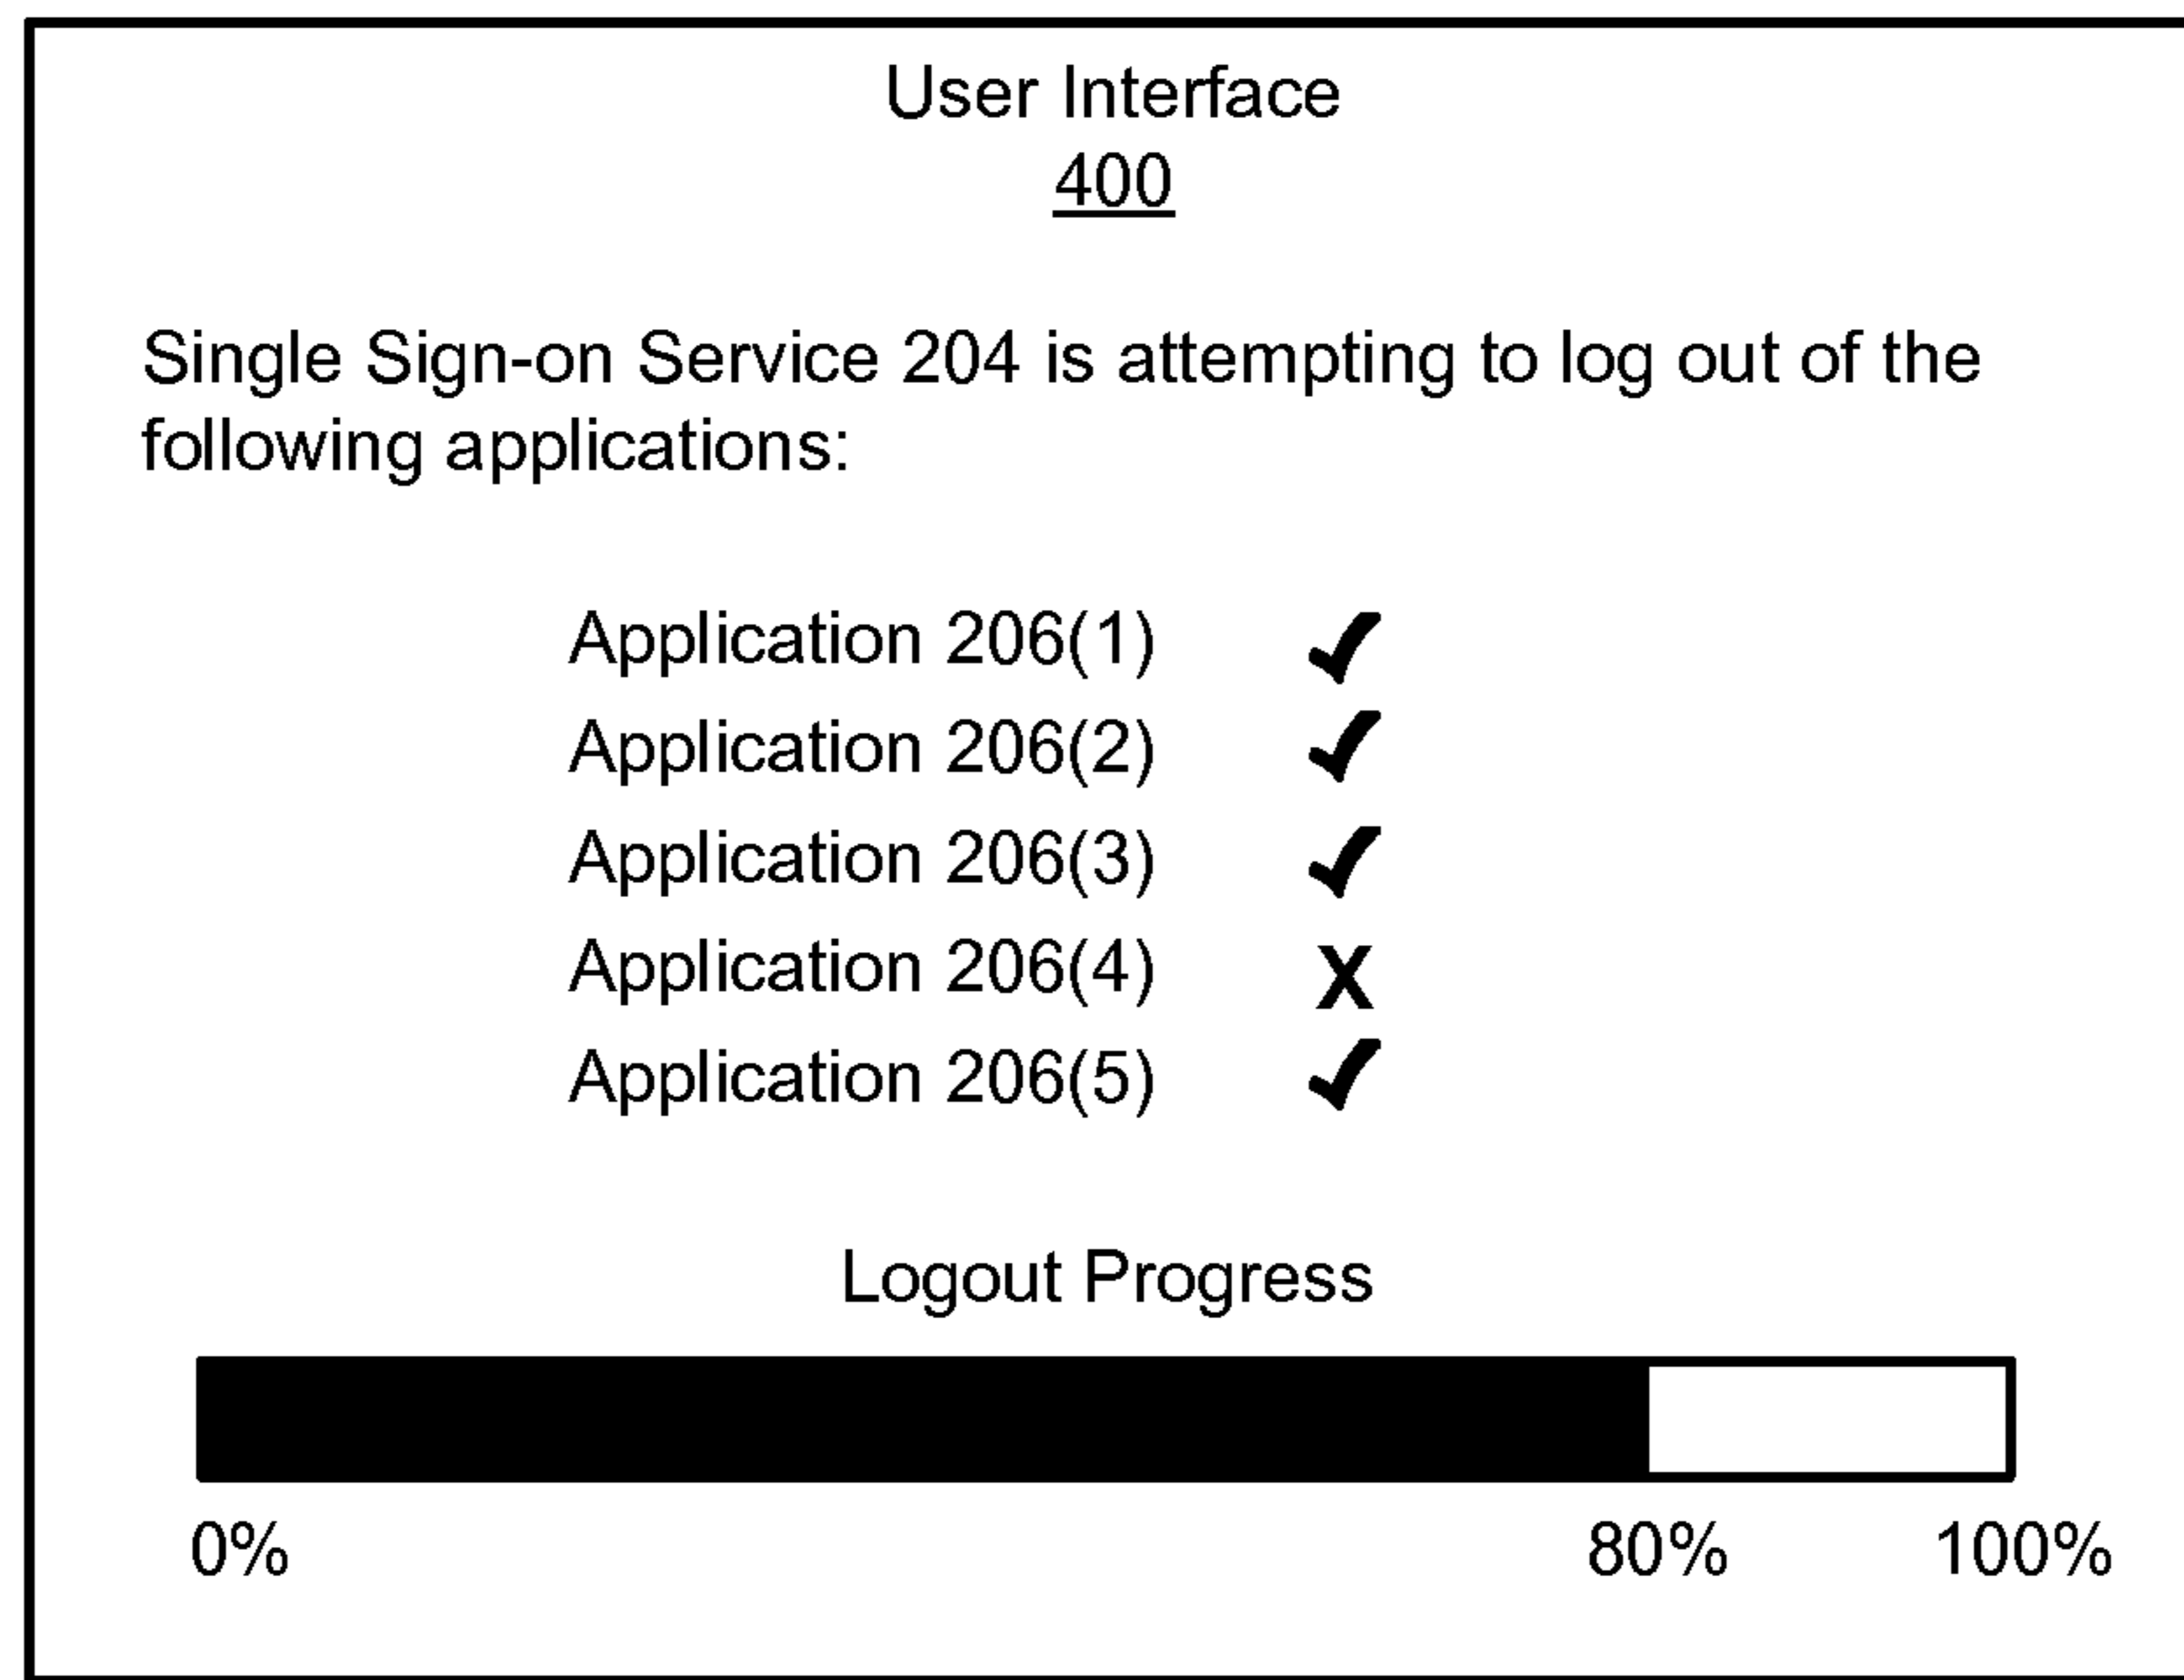 User Interface
400
Single Sign-on Service 204 is attempting to log out of the
following applications:
Application 206(1) ✓
Application 206(2) ✓
Application 206(3) ✓
Application 206(4) X
Application 206(5) ✓
Logout Progress
0% 80% 100%